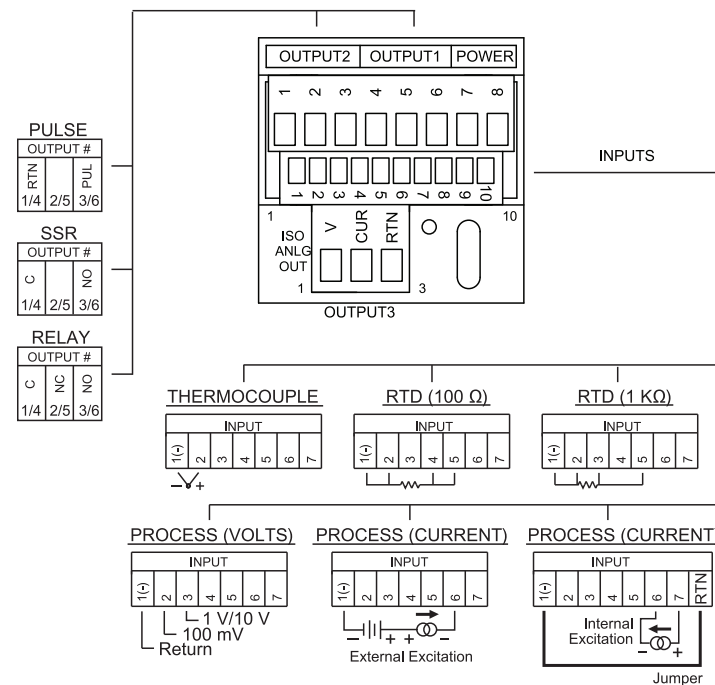 OUTPUT2 OUTPUT1 POWER
1 2 3 4 5 6 7 8
1 2 3 4 5 6 7 8 9 10
1 10
ISO ANLG OUT
V CUR RTN
1 3
OUTPUT3
INPUTS
PULSE
OUTPUT #
RTN PUL
1/4 2/5 3/6
SSR
OUTPUT #
C NO
1/4 2/5 3/6
RELAY
OUTPUT #
C NC NO
1/4 2/5 3/6
THERMOCOUPLE
INPUT
1(-) 2 3 4 5 6 7
– +
RTD (100 Ω)
INPUT
1(-) 2 3 4 5 6 7
RTD (1 KΩ)
INPUT
1(-) 2 3 4 5 6 7
PROCESS (VOLTS)
INPUT
1(-) 2 3 4 5 6 7
1 V/10 V
100 mV
Return
PROCESS (CURRENT)
INPUT
1(-) 2 3 4 5 6 7
– + + –
External Excitation
PROCESS (CURRENT
INPUT
1(-) 2 3 4 5 6 7 RTN
Internal
Excitation
– +
Jumper